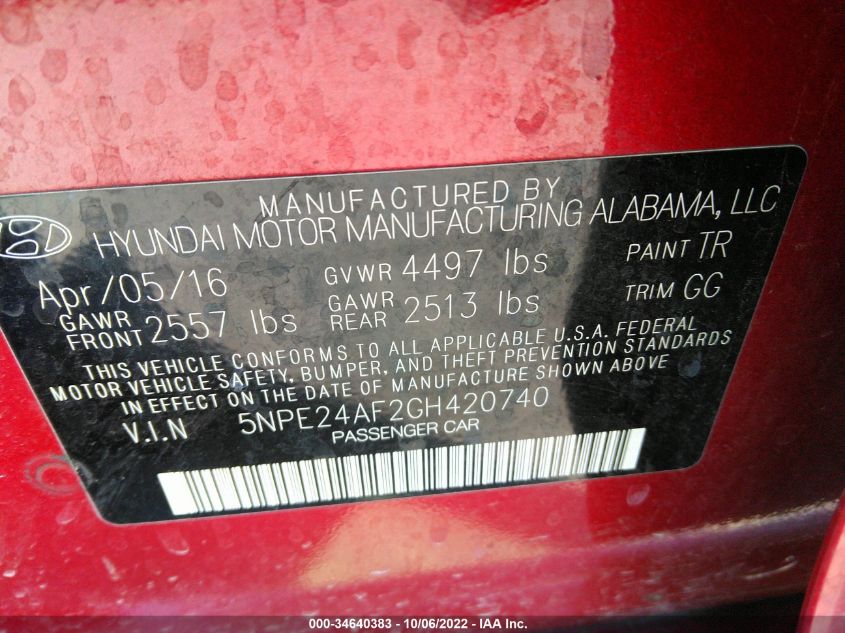 MANUFACTURED BY
HYUNDAI MOTOR MANUFACTURING ALABAMA, LLC
Apr/05/16 GVWR 4497 lbs PAINT TR
GAWR FRONT 2557 lbs GAWR REAR 2513 lbs TRIM GG
THIS VEHICLE CONFORMS TO ALL APPLICABLE U.S.A. FEDERAL
MOTOR VEHICLE SAFETY, BUMPER, AND THEFT PREVENTION STANDARDS
IN EFFECT ON THE DATE OF MANUFACTURE SHOWN ABOVE
V.I.N 5NPE24AF2GH420740
PASSENGER CAR
000-34640383 - 10/06/2022 - IAA Inc.